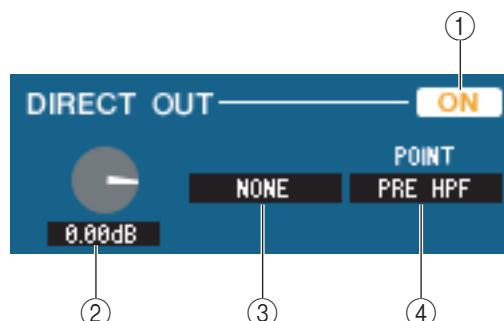 ①
DIRECT OUT ON
POINT
NONE PRE HPF
0.00dB
② ③ ④